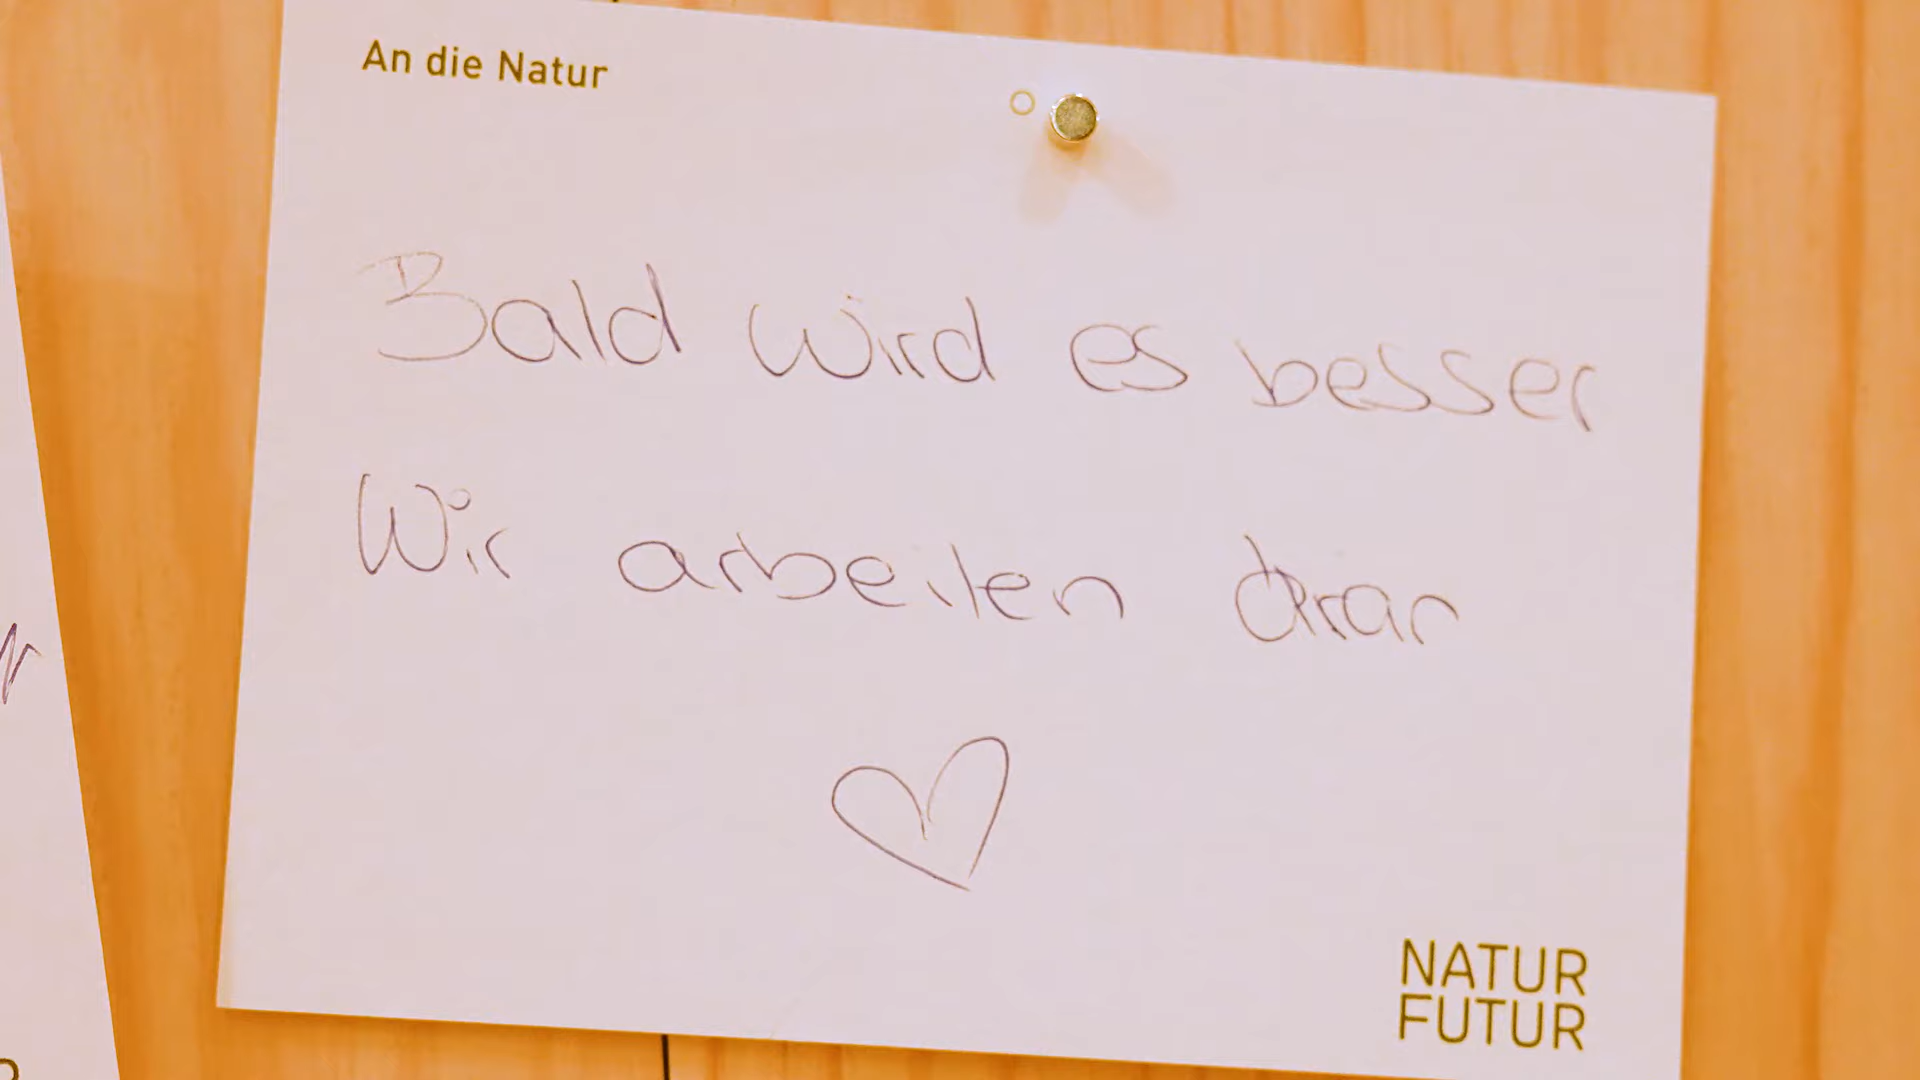 An die Natur
Bald wird es besser
Wir arbeiten dran
NATUR
FUTUR